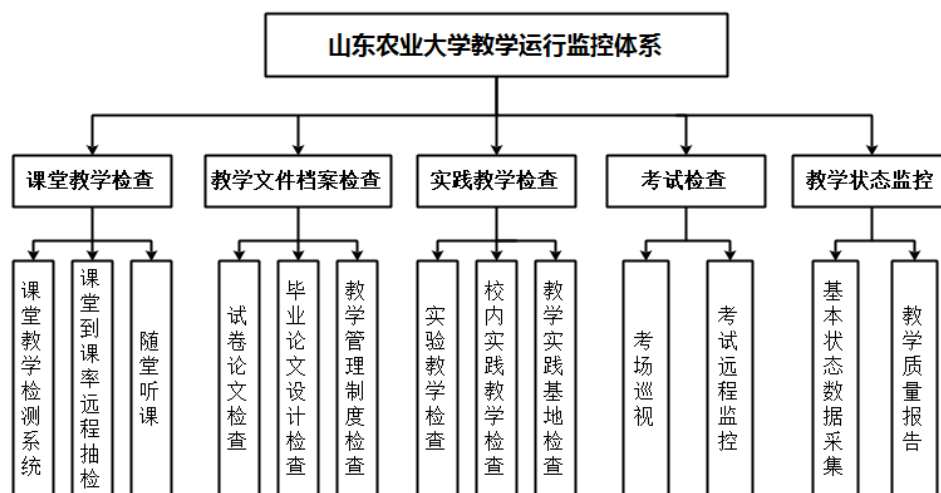 山东农业大学教学运行监控体系
课堂教学检查
教学文件档案检查
实践教学检查
考试检查
教学状态监控
课堂教学检测系统
课堂到课率远程抽检
随堂听课
试卷论文检查
毕业论文设计检查
教学管理制度检查
实验教学检查
校内实践教学检查
教学实践基地检查
考场巡视
考试远程监控
基本状态数据采集
教学质量报告